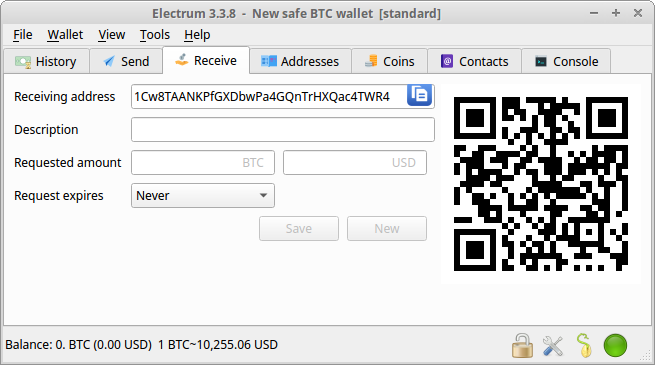 Electrum 3.3.8 - New safe BTC wallet [standard]
File Wallet View Tools Help
History Send Receive Addresses Coins Contacts Console
Receiving address 1Cw8TAANKPfGXDbwPa4GQnTrHXQac4TWR4
Description
Requested amount BTC USD
Request expires Never
Save New
Balance: 0. BTC (0.00 USD) 1 BTC~10,255.06 USD